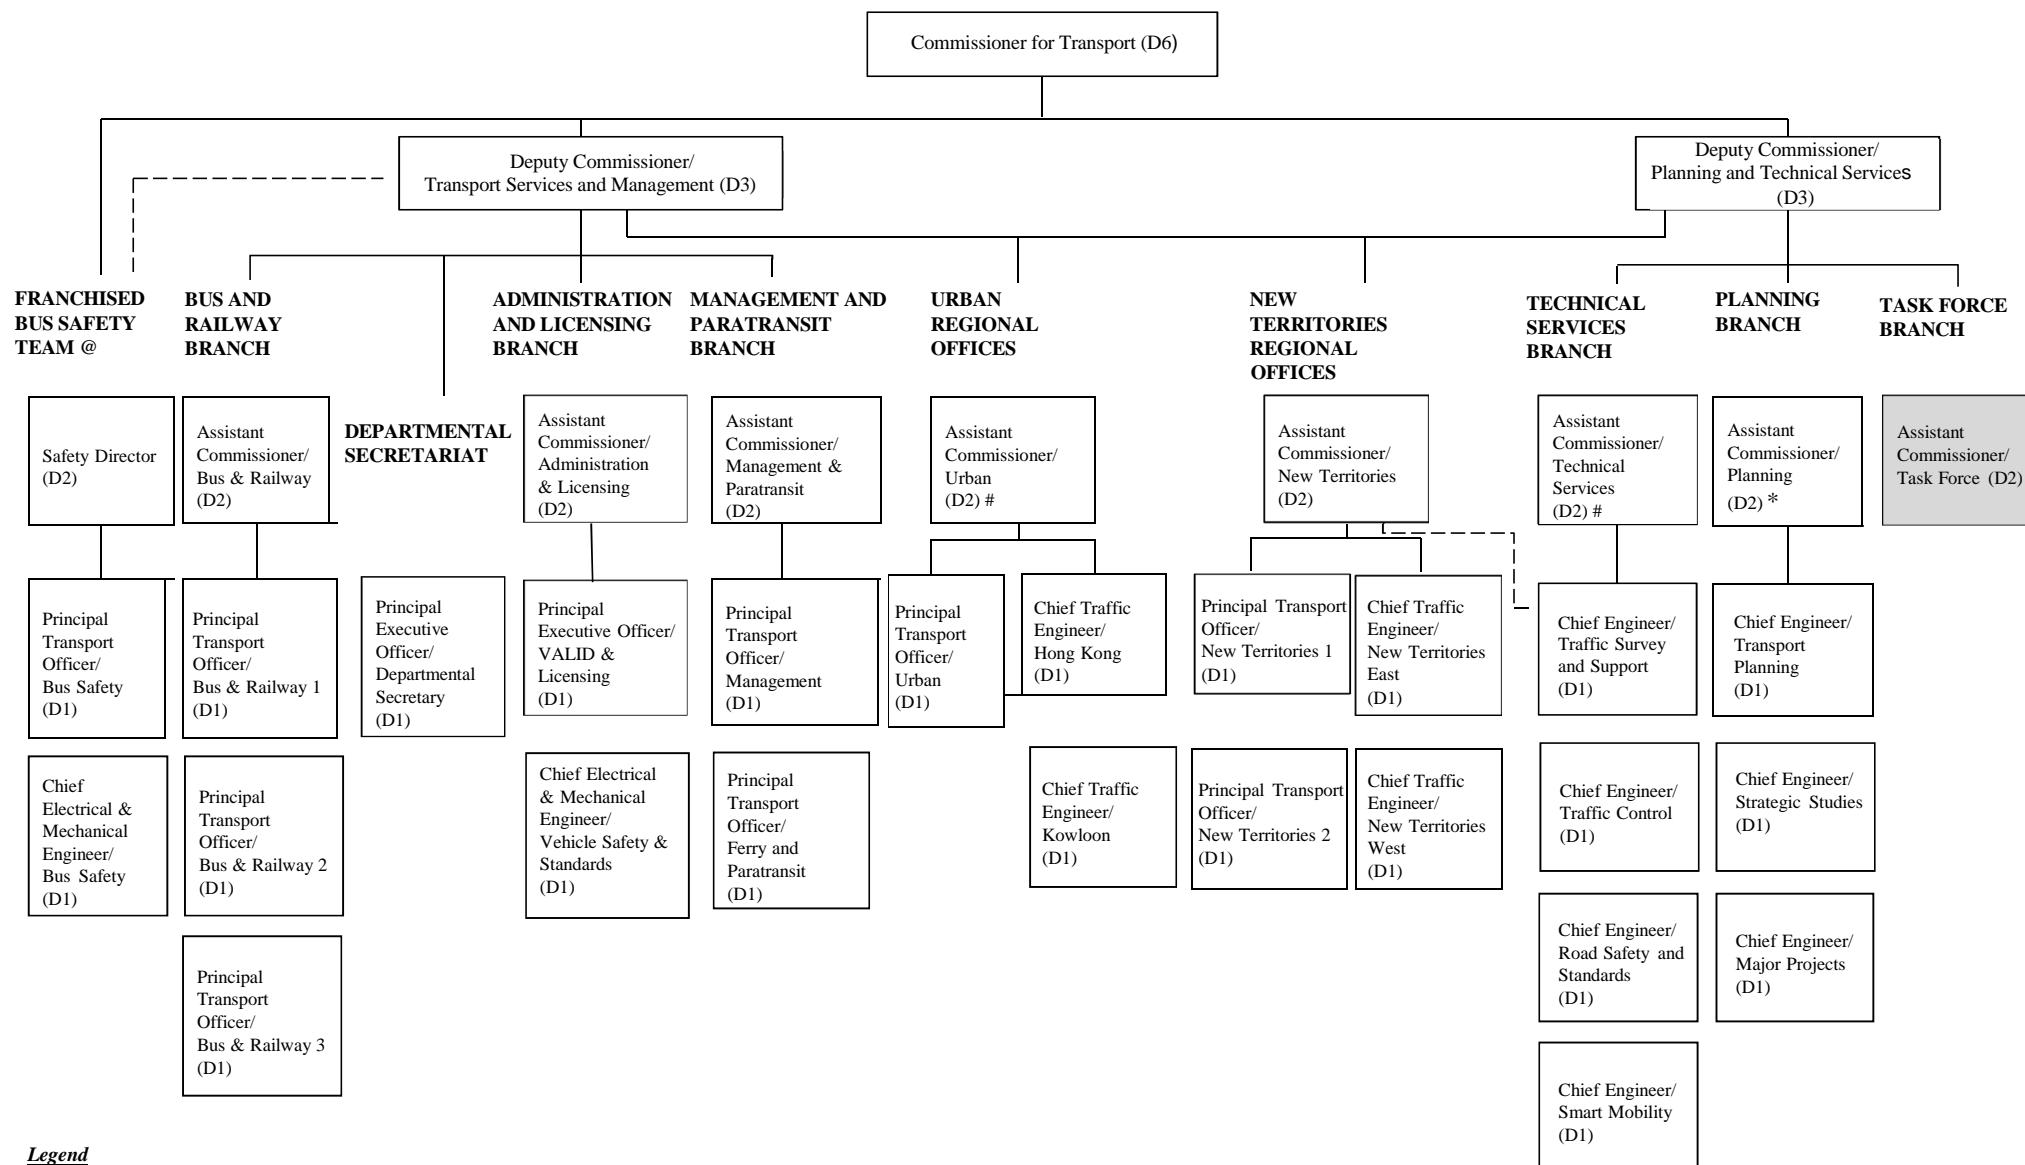 Commissioner for Transport (D6)
Deputy Commissioner/
Transport Services and Management (D3)
Deputy Commissioner/
Planning and Technical Services
(D3)
FRANCHISED
BUS SAFETY
TEAM @
BUS AND
RAILWAY
BRANCH
ADMINISTRATION
AND LICENSING
BRANCH
MANAGEMENT AND
PARATRANSIT
BRANCH
URBAN
REGIONAL
OFFICES
NEW
TERRITORIES
REGIONAL
OFFICES
TECHNICAL
SERVICES
BRANCH
PLANNING
BRANCH
TASK FORCE
BRANCH
Safety Director
(D2)
Assistant
Commissioner/
Bus & Railway
(D2)
DEPARTMENTAL
SECRETARIAT
Assistant
Commissioner/
Administration
& Licensing
(D2)
Assistant
Commissioner/
Management &
Paratransit
(D2)
Assistant
Commissioner/
Urban
(D2) #
Assistant
Commissioner/
New Territories
(D2)
Assistant
Commissioner/
Technical
Services
(D2) #
Assistant
Commissioner/
Planning
(D2) *
Assistant
Commissioner/
Task Force (D2)
Principal
Transport
Officer/
Bus Safety
(D1)
Principal
Transport
Officer/
Bus & Railway 1
(D1)
Principal
Executive
Officer/
Departmental
Secretary
(D1)
Principal
Executive Officer/
VALID &
Licensing
(D1)
Principal
Transport
Officer/
Management
(D1)
Principal
Transport
Officer/
Urban
(D1)
Chief Traffic
Engineer/
Hong Kong
(D1)
Principal Transport
Officer/
New Territories 1
(D1)
Chief Traffic
Engineer/
New Territories
East
(D1)
Chief Engineer/
Traffic Survey
and Support
(D1)
Chief Engineer/
Transport
Planning
(D1)
Chief
Electrical &
Mechanical
Engineer/
Bus Safety
(D1)
Principal
Transport
Officer/
Bus & Railway 2
(D1)
Chief Electrical
& Mechanical
Engineer/
Vehicle Safety &
Standards
(D1)
Principal
Transport
Officer/
Ferry and
Paratransit
(D1)
Chief Traffic
Engineer/
Kowloon
(D1)
Principal Transport
Officer/
New Territories 2
(D1)
Chief Traffic
Engineer/
New Territories
West
(D1)
Chief Engineer/
Traffic Control
(D1)
Chief Engineer/
Strategic Studies
(D1)
Principal
Transport
Officer/
Bus & Railway 3
(D1)
Chief Engineer/
Road Safety and
Standards
(D1)
Chief Engineer/
Major Projects
(D1)
Chief Engineer/
Smart Mobility
(D1)
Legend